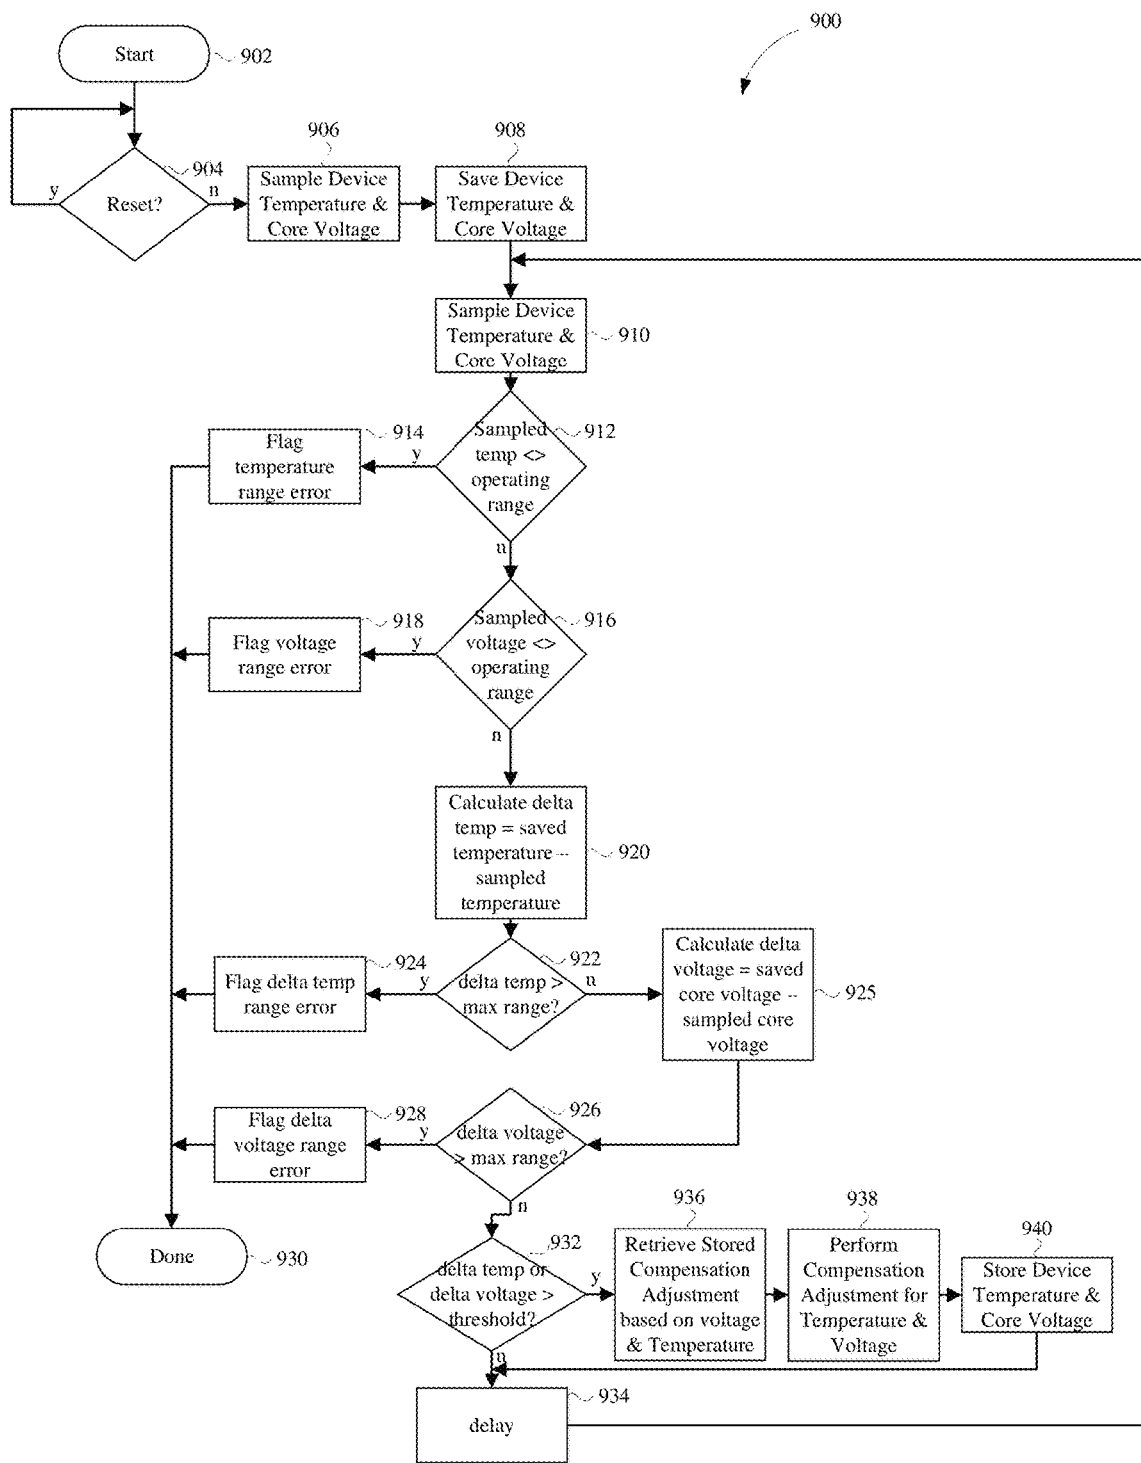 900
Start
902
904
Reset?
y
n
906
Sample Device
Temperature &
Core Voltage
908
Save Device
Temperature &
Core Voltage
Sample Device
Temperature &
Core Voltage
910
Sampled
temp <>
operating
range
912
y
n
914
Flag
temperature
range error
Sampled
voltage <>
operating
range
916
y
n
918
Flag voltage
range error
Calculate delta
temp = saved
temperature --
sampled
temperature
920
922
delta temp >
max range?
y
n
924
Flag delta temp
range error
Calculate delta
voltage = saved
core voltage --
sampled core
voltage
925
926
delta voltage
> max range?
y
n
928
Flag delta
voltage range
error
Done
930
932
delta temp or
delta voltage >
threshold?
y
n
936
Retrieve Stored
Compensation
Adjustment
based on voltage
& Temperature
938
Perform
Compensation
Adjustment for
Temperature &
Voltage
940
Store Device
Temperature &
Core Voltage
delay
934